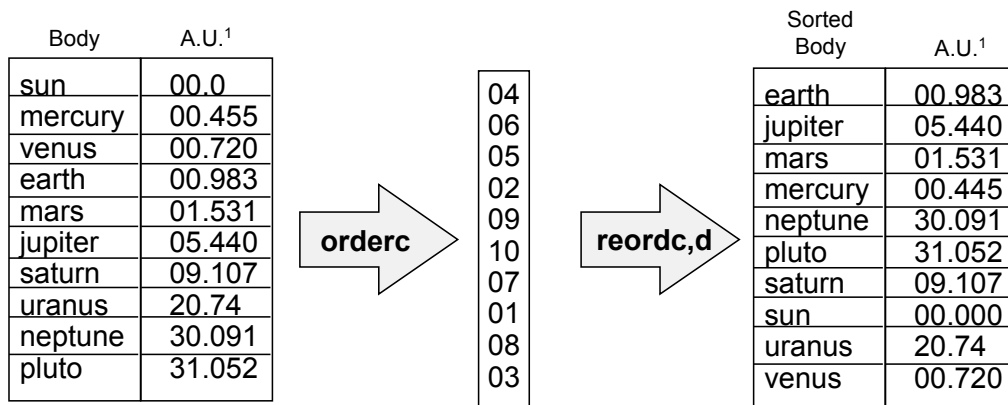 Body A.U.¹
sun 00.0
mercury 00.455
venus 00.720
earth 00.983
mars 01.531
jupiter 05.440
saturn 09.107
uranus 20.74
neptune 30.091
pluto 31.052
orderc
04
06
05
02
09
10
07
01
08
03
reordc,d
Sorted
Body A.U.¹
earth 00.983
jupiter 05.440
mars 01.531
mercury 00.445
neptune 30.091
pluto 31.052
saturn 09.107
sun 00.000
uranus 20.74
venus 00.720